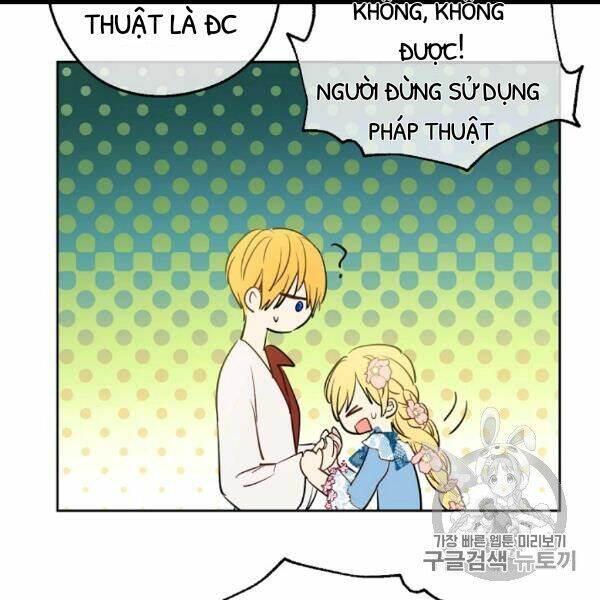 THUẬT LÀ ĐC
KHÔNG, KHÔNG
ĐƯỢC!
NGƯỜI ĐỪNG SỬ DỤNG
PHÁP THUẬT
?
가장 빠른 웹툰 미리보기
구글검색 뉴토끼